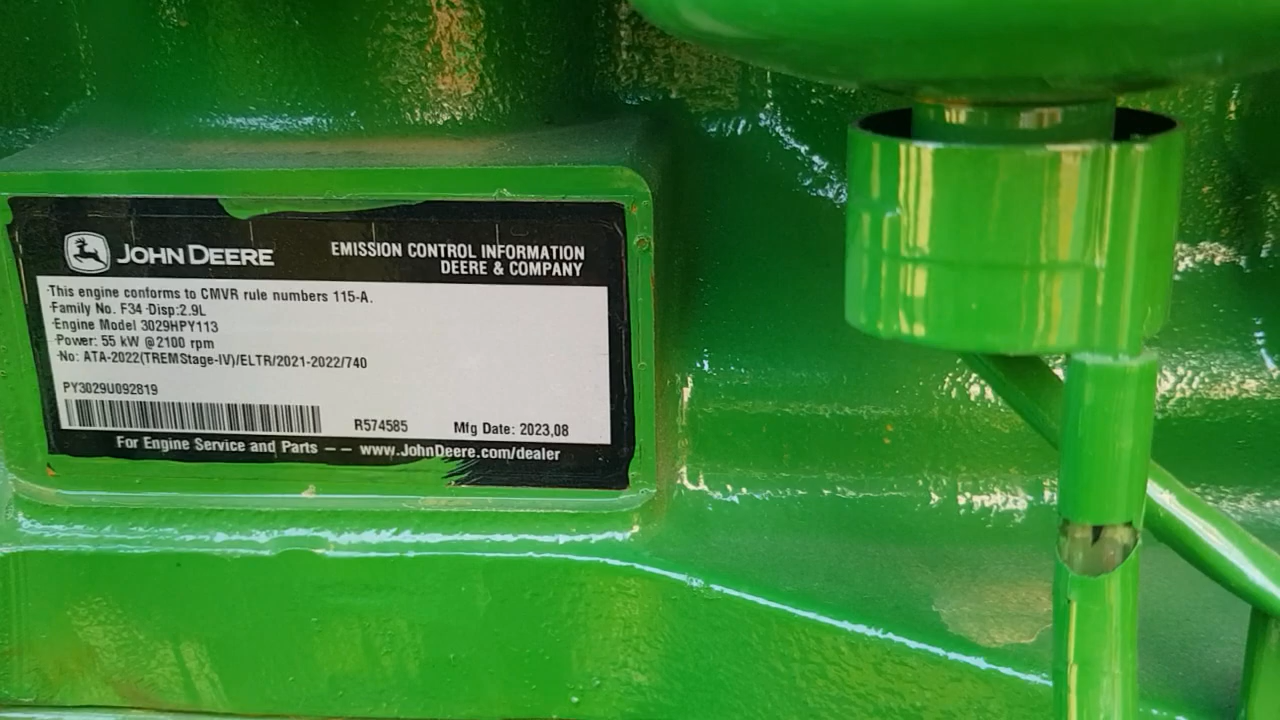 JOHN DEERE
EMISSION CONTROL INFORMATION
DEERE & COMPANY
This engine conforms to CMVR rule numbers 115-A.
Family No. F34 Disp:2.9L
Engine Model 3029HPY113
Power: 55 kW @2100 rpm
No: ATA-2022(TREMStage-IV)/ELTR/2021-2022/740
PY3029U092819
R574585 Mfg Date: 2023,08
For Engine Service and Parts — — www.JohnDeere.com/dealer